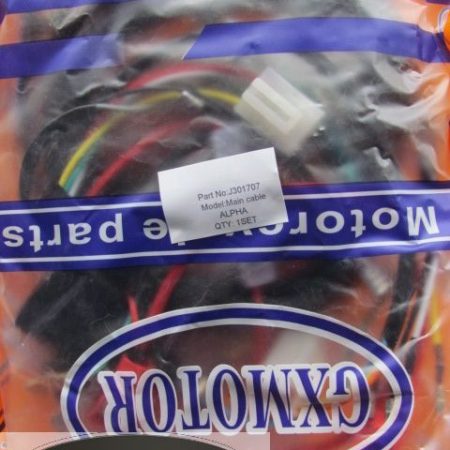 Part No:J301707
Model:Main cable
ALPHA
QTY: 1SET
Motorcycle parts
GXMOTOR